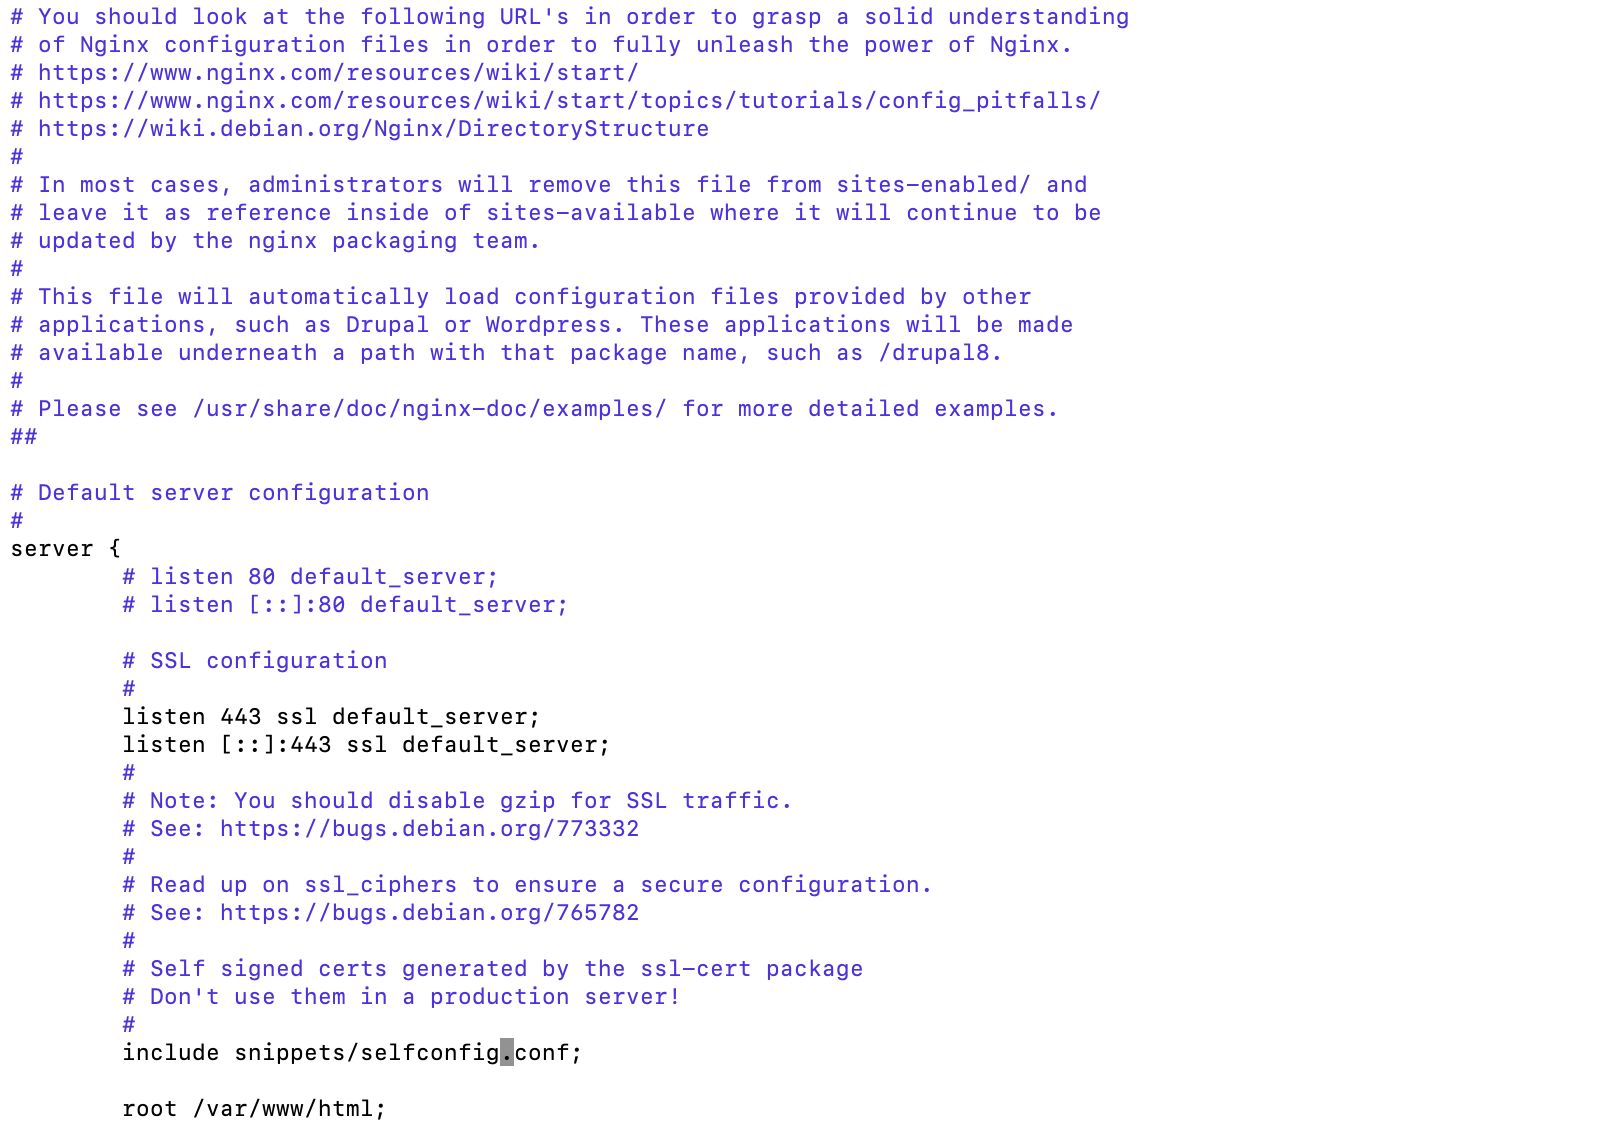 # You should look at the following URL's in order to grasp a solid understanding
# of Nginx configuration files in order to fully unleash the power of Nginx.
# https://www.nginx.com/resources/wiki/start/
# https://www.nginx.com/resources/wiki/start/topics/tutorials/config_pitfalls/
# https://wiki.debian.org/Nginx/DirectoryStructure
#
# In most cases, administrators will remove this file from sites-enabled/ and
# leave it as reference inside of sites-available where it will continue to be
# updated by the nginx packaging team.
#
# This file will automatically load configuration files provided by other
# applications, such as Drupal or Wordpress. These applications will be made
# available underneath a path with that package name, such as /drupal8.
#
# Please see /usr/share/doc/nginx-doc/examples/ for more detailed examples.
##

# Default server configuration
#
server {
        # listen 80 default_server;
        # listen [::]:80 default_server;

        # SSL configuration
        #
        listen 443 ssl default_server;
        listen [::]:443 ssl default_server;
        #
        # Note: You should disable gzip for SSL traffic.
        # See: https://bugs.debian.org/773332
        #
        # Read up on ssl_ciphers to ensure a secure configuration.
        # See: https://bugs.debian.org/765782
        #
        # Self signed certs generated by the ssl-cert package
        # Don't use them in a production server!
        #
        include snippets/selfconfig.conf;

        root /var/www/html;